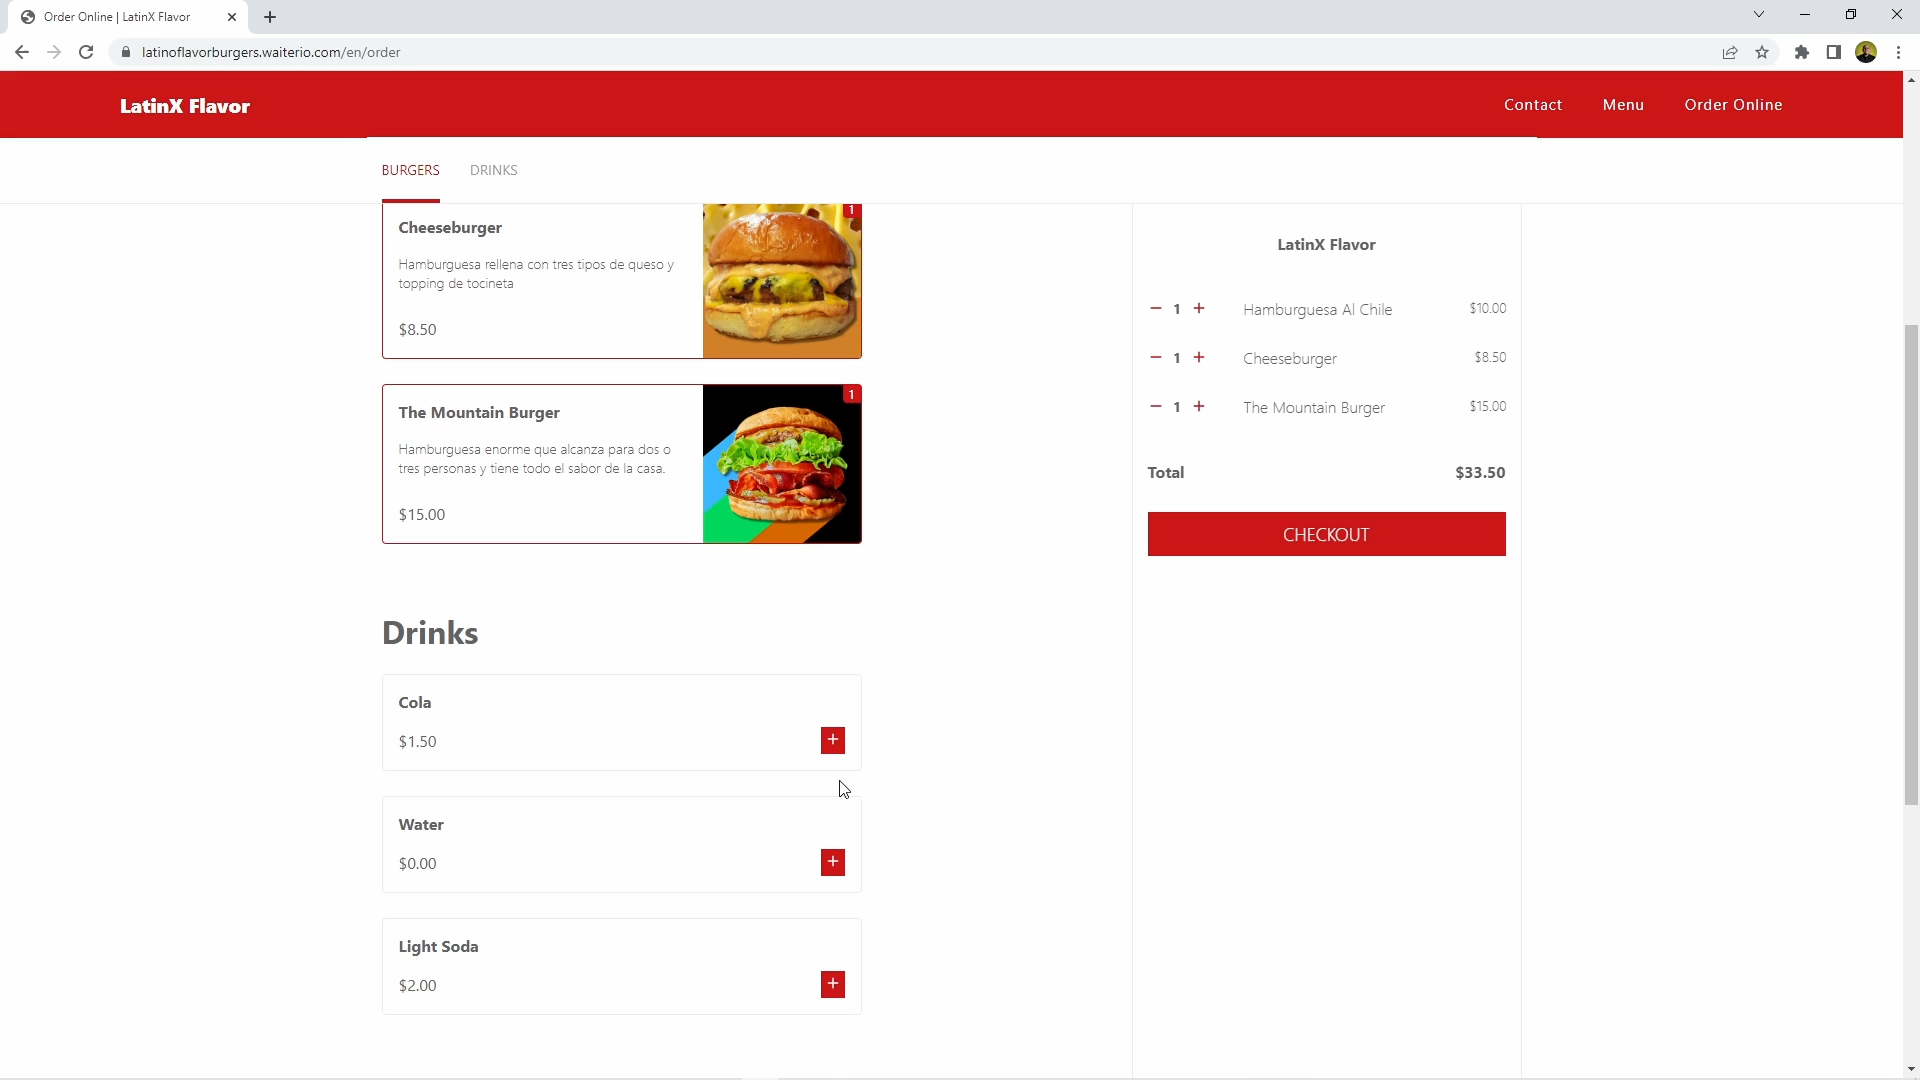 Order Online | LatinX Flavor
latinoflavorburgers.waiterio.com/en/order
LatinX Flavor
Contact
Menu
Order Online
BURGERS
DRINKS
Cheeseburger
1
Hamburguesa rellena con tres tipos de queso y
topping de tocineta
$8.50
The Mountain Burger
1
Hamburguesa enorme que alcanza para dos o
tres personas y tiene todo el sabor de la casa.
$15.00
Drinks
Cola
$1.50
+
Water
$0.00
+
Light Soda
$2.00
+
LatinX Flavor
− 1 + Hamburguesa Al Chile $10.00
− 1 + Cheeseburger $8.50
− 1 + The Mountain Burger $15.00
Total $33.50
CHECKOUT